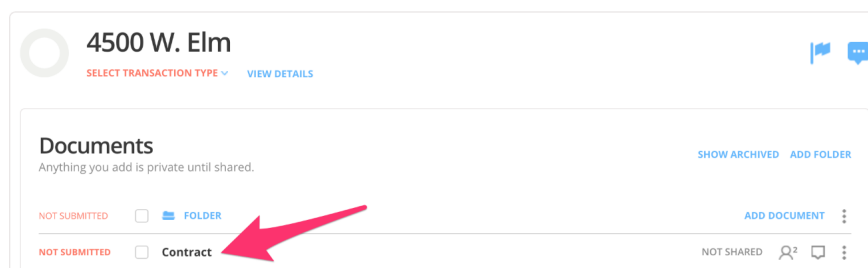 4500 W. Elm
SELECT TRANSACTION TYPE VIEW DETAILS
Documents
Anything you add is private until shared.
SHOW ARCHIVED ADD FOLDER
NOT SUBMITTED FOLDER ADD DOCUMENT
NOT SUBMITTED Contract NOT SHARED 2